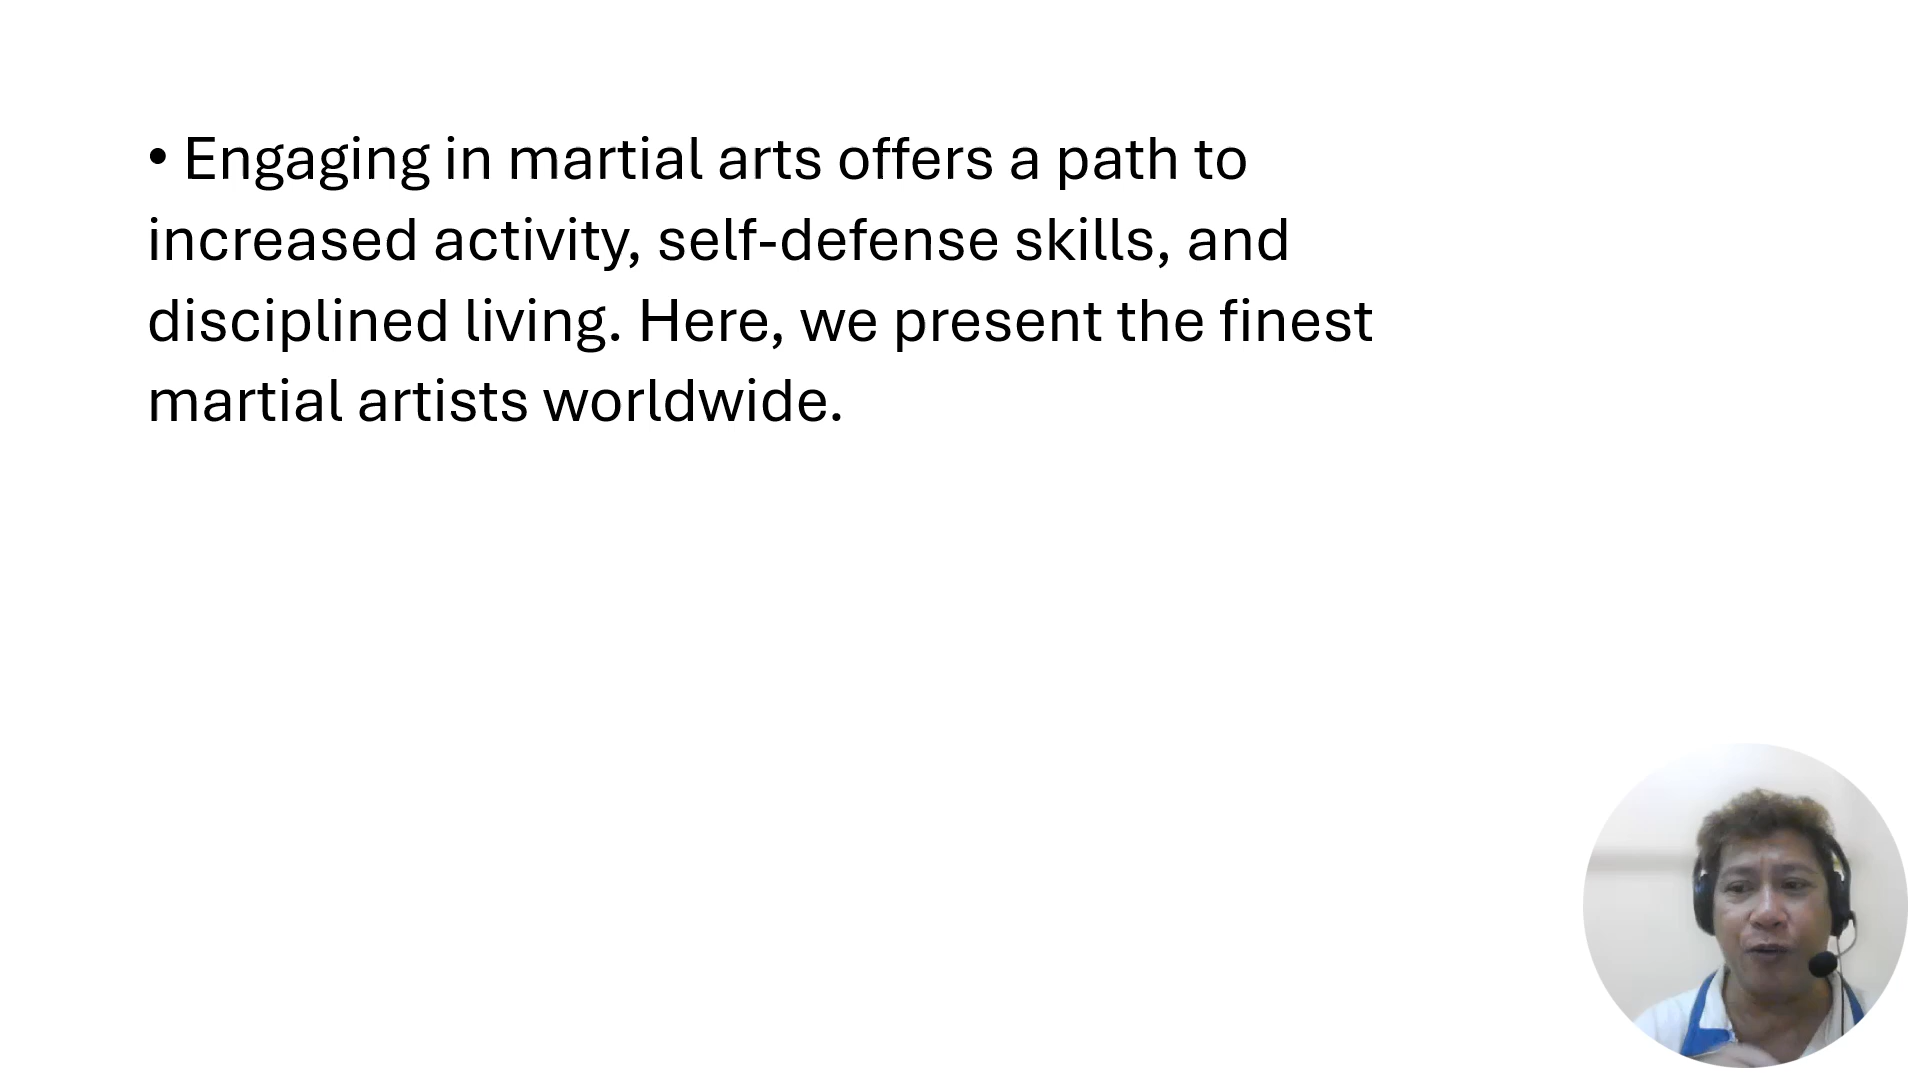 • Engaging in martial arts offers a path to
increased activity, self-defense skills, and
disciplined living. Here, we present the finest
martial artists worldwide.